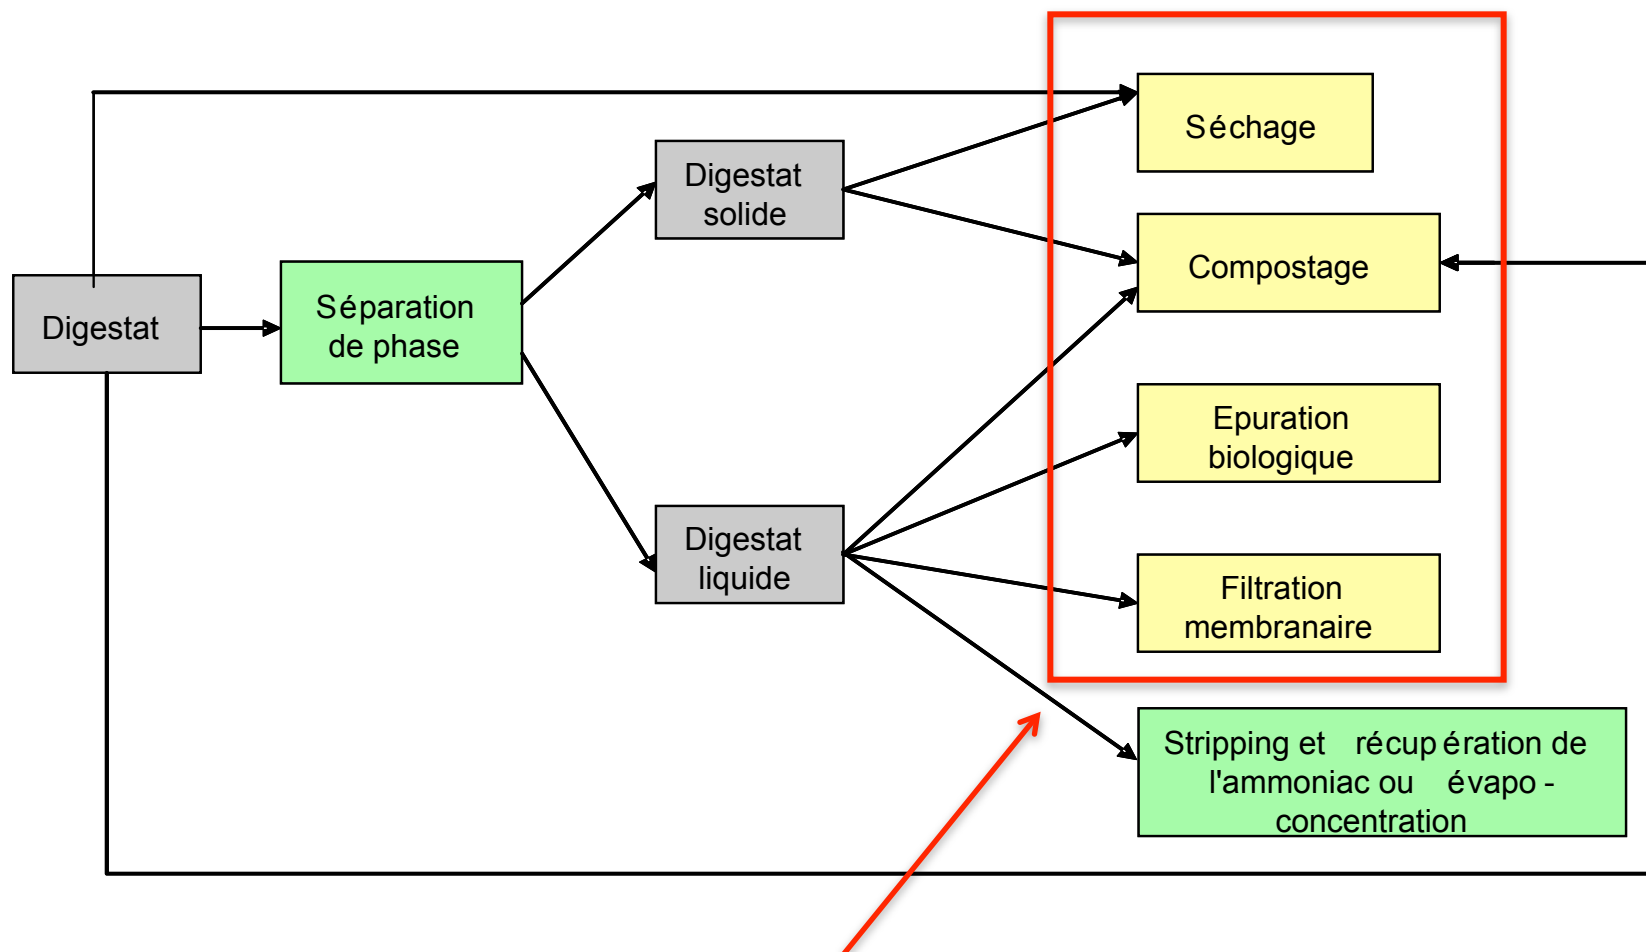 Séchage
Digestat
solide
Compostage
Séparation
de phase
Digestat
Epuration
biologique
Digestat
liquide
Filtration
membranaire
Stripping et récupération de
l'ammoniac ou évapo -
concentration